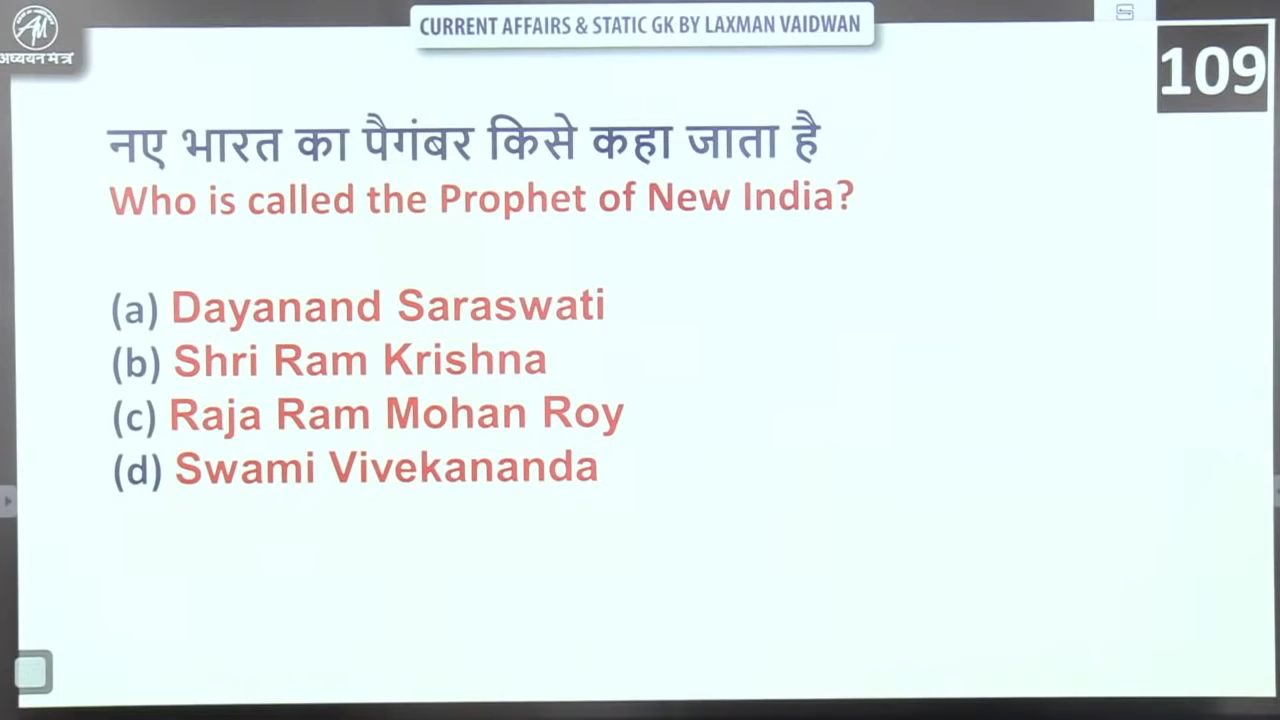 CURRENT AFFAIRS & STATIC GK BY LAXMAN VAIDWAN
अध्ययन मंत्र
109
नए भारत का पैगंबर किसे कहा जाता है
Who is called the Prophet of New India?
(a) Dayanand Saraswati
(b) Shri Ram Krishna
(c) Raja Ram Mohan Roy
(d) Swami Vivekananda